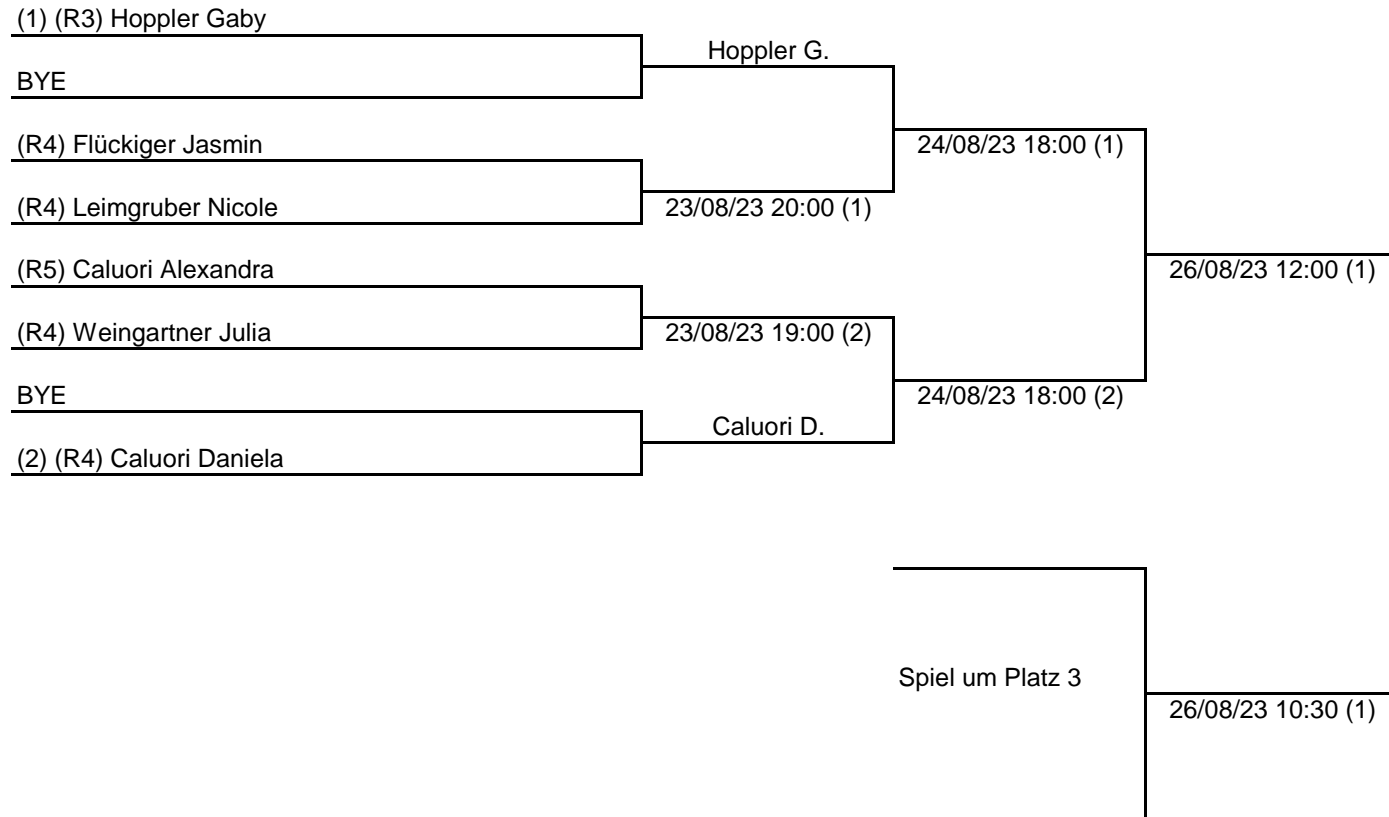 (1) (R3) Hoppler Gaby
Hoppler G.
BYE
(R4) Flückiger Jasmin
24/08/23 18:00 (1)
(R4) Leimgruber Nicole
23/08/23 20:00 (1)
(R5) Caluori Alexandra
26/08/23 12:00 (1)
(R4) Weingartner Julia
23/08/23 19:00 (2)
BYE
24/08/23 18:00 (2)
Caluori D.
(2) (R4) Caluori Daniela
Spiel um Platz 3
26/08/23 10:30 (1)